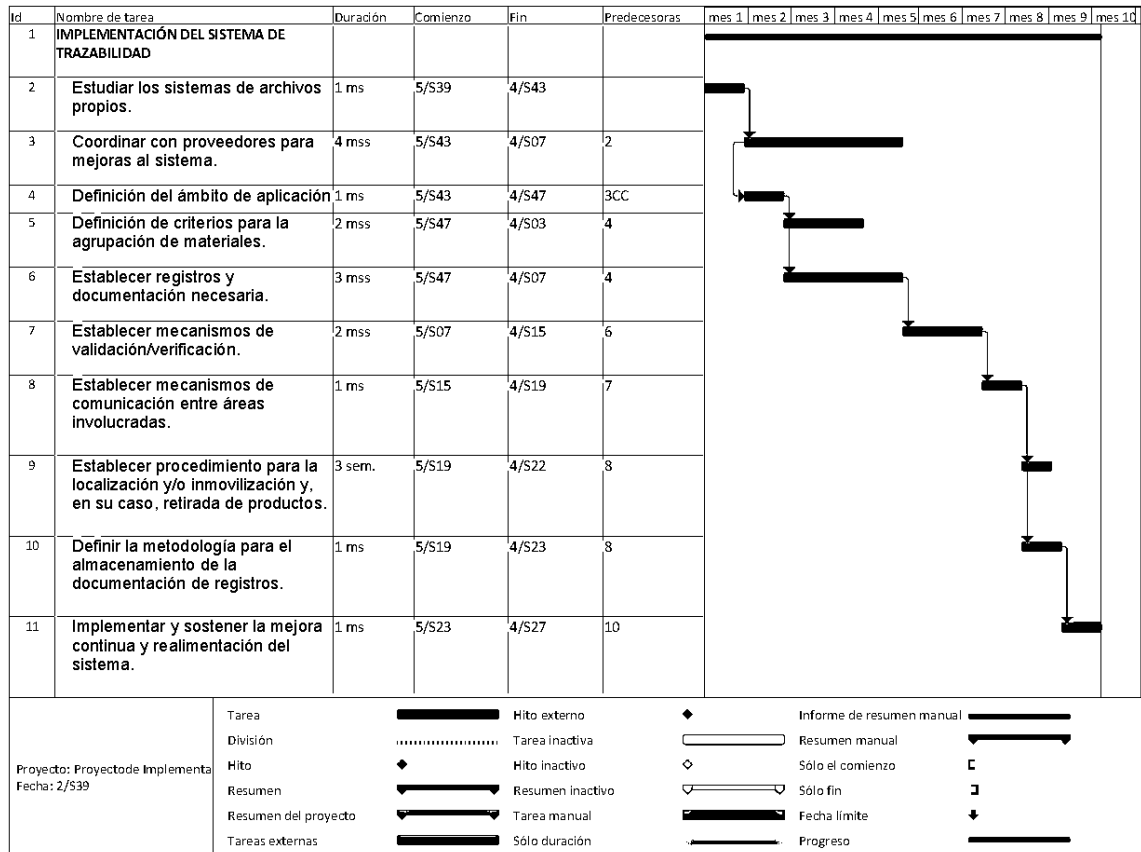 Id Nombre de tarea Duración Comienzo Fin Predecesoras mes 1 mes 2 mes 3 mes 4 mes 5 mes 6 mes 7 mes 8 mes 9 mes 10
1 IMPLEMENTACIÓN DEL SISTEMA DE
TRAZABILIDAD
2 Estudiar los sistemas de archivos 1 ms 5/S39 4/S43
propios.
3 Coordinar con proveedores para 4 mss 5/S43 4/S07 2
mejoras al sistema.
4 Definición del ámbito de aplicación 1 ms 5/S43 4/S47 3CC
5 Definición de criterios para la 2 mss 5/S47 4/S03 4
agrupación de materiales.
6 Establecer registros y 3 mss 5/S47 4/S07 4
documentación necesaria.
7 Establecer mecanismos de 2 mss 5/S07 4/S15 6
validación/verificación.
8 Establecer mecanismos de 1 ms 5/S15 4/S19 7
comunicación entre áreas
involucradas.
9 Establecer procedimiento para la 3 sem. 5/S19 4/S22 8
localización y/o inmovilización y,
en su caso, retirada de productos.
10 Definir la metodología para el 1 ms 5/S19 4/S23 8
almacenamiento de la
documentación de registros.
11 Implementar y sostener la mejora 1 ms 5/S23 4/S27 10
continua y realimentación del
sistema.
Proyecto: Proyectode Implementa
Fecha: 2/S39
Tarea Hito externo Informe de resumen manual
División Tarea inactiva Resumen manual
Hito Hito inactivo Sólo el comienzo
Resumen Resumen inactivo Sólo fin
Resumen del proyecto Tarea manual Fecha límite
Tareas externas Sólo duración Progreso